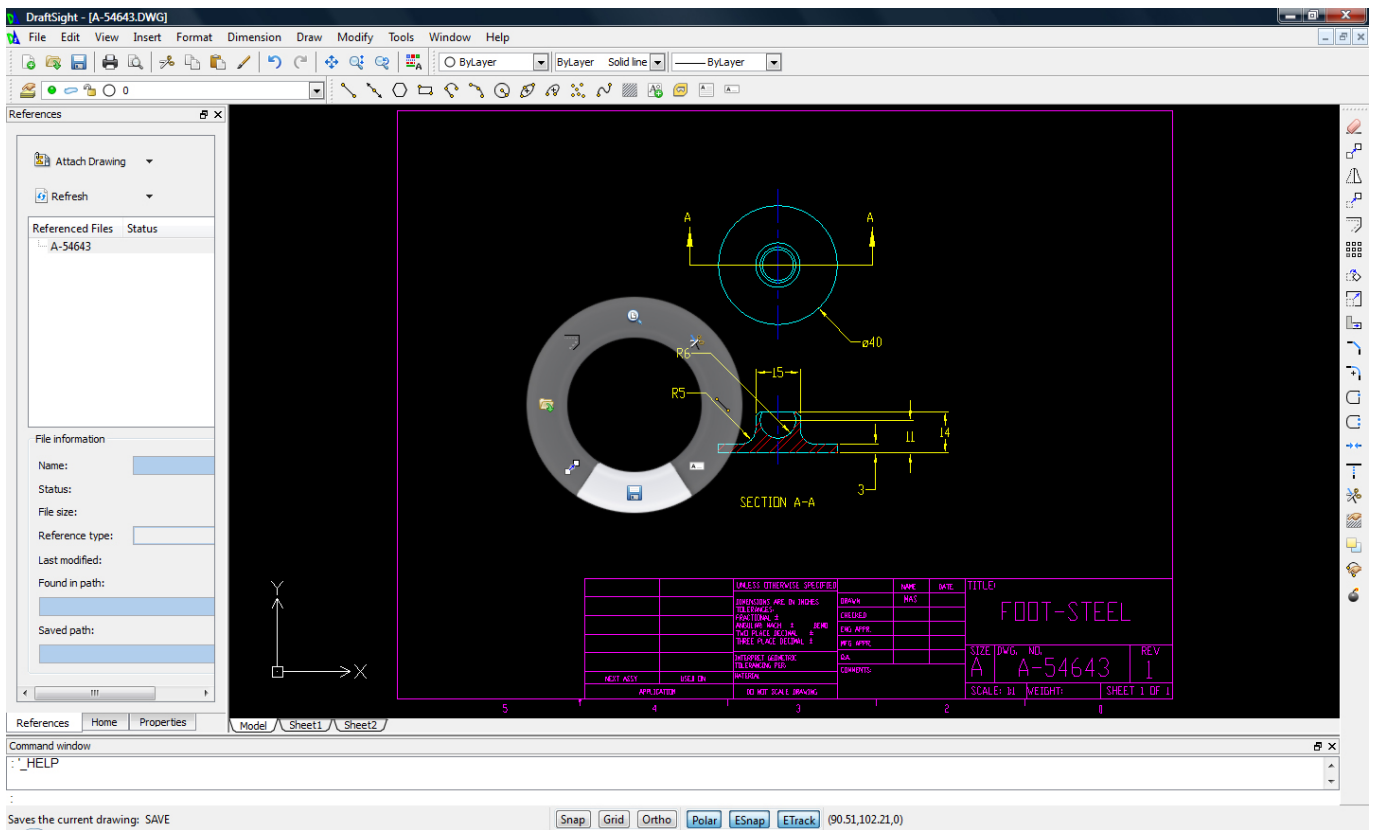 DraftSight - [A-54643.DWG]
File Edit View Insert Format Dimension Draw Modify Tools Window Help
ByLayer ByLayer Solid line ByLayer
0
References
Attach Drawing
Refresh
Referenced Files Status
A-54643
File information
Name:
Status:
File size:
Reference type:
Last modified:
Found in path:
Saved path:
References Home Properties
A A
ø40
R6
15
R5
11
14
3
SECTION A-A
Y
X
UNLESS OTHERWISE SPECIFIED
DIMENSIONS ARE IN INCHES
TOLERANCES:
FRACTIONAL ±
ANGULAR: MACH ± BEND ±
TWO PLACE DECIMAL ±
THREE PLACE DECIMAL ±
INTERPRET GEOMETRIC
TOLERANCING PER:
MATERIAL
NEXT ASSY USED ON
APPLICATION
DO NOT SCALE DRAWING
NAME DATE
DRAWN NAS
CHECKED
ENG APPR.
MFG APPR.
Q.A.
COMMENTS:
TITLE:
FOOT-STEEL
SIZE DWG. NO. REV
A A-54643 1
SCALE: 1:1 WEIGHT: SHEET 1 OF 1
5 4 3 2
Model Sheet1 Sheet2
Command window
: '_HELP
:
Saves the current drawing: SAVE
Snap Grid Ortho Polar ESnap ETrack (90.51,102.21,0)